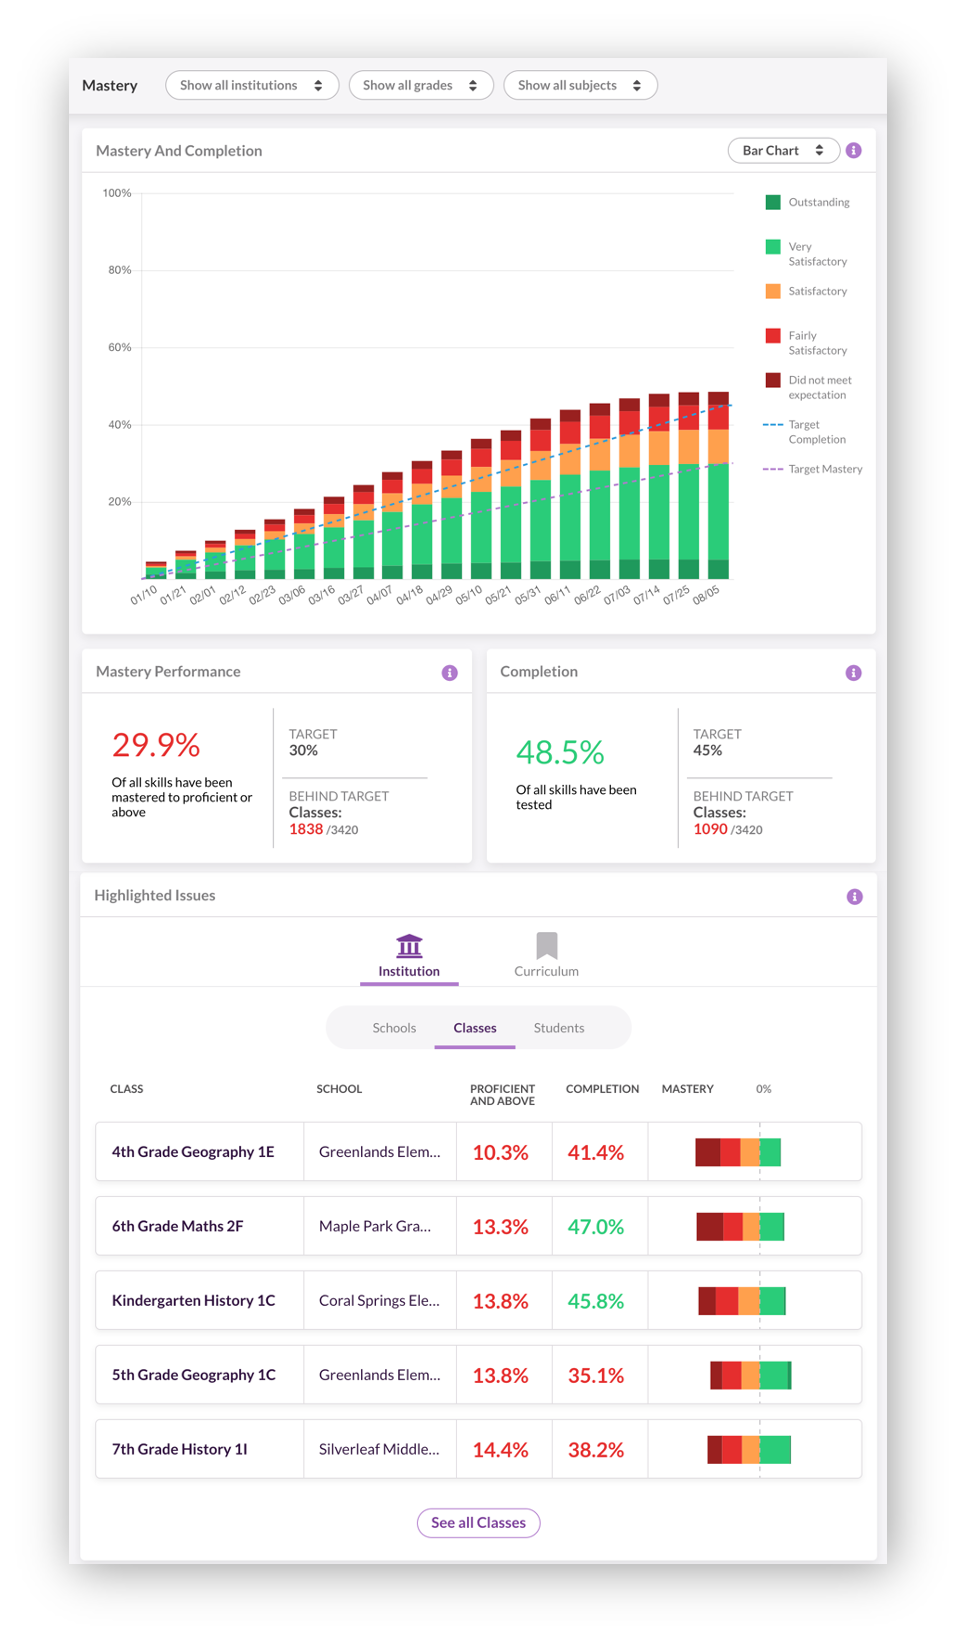 Mastery
Show all institutions
Show all grades
Show all subjects
Mastery And Completion
Bar Chart
100%
80%
60%
40%
20%
Outstanding
Very
Satisfactory
Satisfactory
Fairly
Satisfactory
Did not meet
expectation
Target
Completion
Target Mastery
01/10
01/21
02/01
02/12
02/23
03/06
03/16
03/27
04/07
04/18
04/29
05/10
05/21
05/31
06/11
06/22
07/03
07/14
07/25
08/05
Mastery Performance
29.9%
Of all skills have been
mastered to proficient or
above
TARGET
30%
BEHIND TARGET
Classes:
1838 /3420
Completion
48.5%
Of all skills have been
tested
TARGET
45%
BEHIND TARGET
Classes:
1090 /3420
Highlighted Issues
Institution
Curriculum
Schools
Classes
Students
CLASS
SCHOOL
PROFICIENT
AND ABOVE
COMPLETION
MASTERY
0%
4th Grade Geography 1E
Greenlands Elem...
10.3%
41.4%
6th Grade Maths 2F
Maple Park Gra...
13.3%
47.0%
Kindergarten History 1C
Coral Springs Ele...
13.8%
45.8%
5th Grade Geography 1C
Greenlands Elem...
13.8%
35.1%
7th Grade History 1I
Silverleaf Middle...
14.4%
38.2%
See all Classes